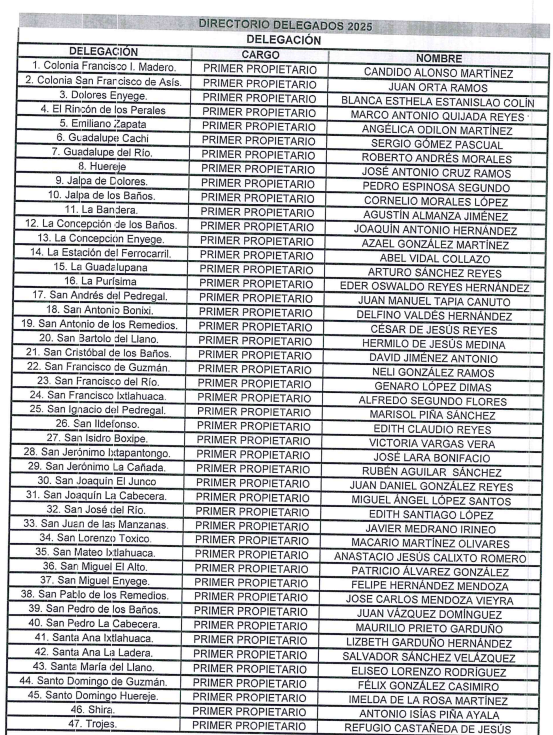 DIRECTORIO DELEGADOS 2025
DELEGACIÓN
DELEGACIÓN CARGO NOMBRE
1. Colonia Francisco I. Madero. PRIMER PROPIETARIO CANDIDO ALONSO MARTÍNEZ
2. Colonia San Francisco de Asís. PRIMER PROPIETARIO JUAN ORTA RAMOS
3. Dolores Enyege. PRIMER PROPIETARIO BLANCA ESTHELA ESTANISLAO COLÍN
4. El Rincón de los Perales PRIMER PROPIETARIO MARCO ANTONIO QUIJADA REYES
5. Emiliano Zapata PRIMER PROPIETARIO ANGÉLICA ODILON MARTÍNEZ
6. Guadalupe Cachi PRIMER PROPIETARIO SERGIO GÓMEZ PASCUAL
7. Guadalupe del Río. PRIMER PROPIETARIO ROBERTO ANDRÉS MORALES
8. Huereje PRIMER PROPIETARIO JOSÉ ANTONIO CRUZ RAMOS
9. Jalpa de Dolores. PRIMER PROPIETARIO PEDRO ESPINOSA SEGUNDO
10. Jalpa de los Baños. PRIMER PROPIETARIO CORNELIO MORALES LÓPEZ
11. La Bandera. PRIMER PROPIETARIO AGUSTÍN ALMANZA JIMÉNEZ
12. La Concepción de los Baños. PRIMER PROPIETARIO JOAQUÍN ANTONIO HERNÁNDEZ
13. La Concepcion Enyege. PRIMER PROPIETARIO AZAEL GONZÁLEZ MARTÍNEZ
14. La Estación del Ferrocarril. PRIMER PROPIETARIO ABEL VIDAL COLLAZO
15. La Guadalupana PRIMER PROPIETARIO ARTURO SÁNCHEZ REYES
16. La Purísima PRIMER PROPIETARIO EDER OSWALDO REYES HERNÁNDEZ
17. San Andrés del Pedregal. PRIMER PROPIETARIO JUAN MANUEL TAPIA CANUTO
18. San Antonio Bonixi. PRIMER PROPIETARIO DELFINO VALDÉS HERNÁNDEZ
19. San Antonio de los Remedios. PRIMER PROPIETARIO CÉSAR DE JESÚS REYES
20. San Bartolo del Llano. PRIMER PROPIETARIO HERMILO DE JESÚS MEDINA
21. San Cristóbal de los Baños. PRIMER PROPIETARIO DAVID JIMÉNEZ ANTONIO
22. San Francisco de Guzmán. PRIMER PROPIETARIO NELI GONZÁLEZ RAMOS
23. San Francisco del Río. PRIMER PROPIETARIO GENARO LÓPEZ DIMAS
24. San Francisco Ixtlahuaca. PRIMER PROPIETARIO ALFREDO SEGUNDO FLORES
25. San Ignacio del Pedregal. PRIMER PROPIETARIO MARISOL PIÑA SÁNCHEZ
26. San Ildefonso. PRIMER PROPIETARIO EDITH CLAUDIO REYES
27. San Isidro Boxipe. PRIMER PROPIETARIO VICTORIA VARGAS VERA
28. San Jerónimo Ixtapantongo. PRIMER PROPIETARIO JOSÉ LARA BONIFACIO
29. San Jerónimo La Cañada. PRIMER PROPIETARIO RUBÉN AGUILAR SÁNCHEZ
30. San Joaquín El Junco PRIMER PROPIETARIO JUAN DANIEL GONZÁLEZ REYES
31. San Joaquín La Cabecera. PRIMER PROPIETARIO MIGUEL ÁNGEL LÓPEZ SANTOS
32. San José del Río. PRIMER PROPIETARIO EDITH SANTIAGO LÓPEZ
33. San Juan de las Manzanas. PRIMER PROPIETARIO JAVIER MEDRANO IRINEO
34. San Lorenzo Toxico. PRIMER PROPIETARIO MACARIO MARTÍNEZ OLIVARES
35. San Mateo Ixtlahuaca. PRIMER PROPIETARIO ANASTACIO JESÚS CALIXTO ROMERO
36. San Miguel El Alto. PRIMER PROPIETARIO PATRICIO ÁLVAREZ GONZÁLEZ
37. San Miguel Enyege. PRIMER PROPIETARIO FELIPE HERNÁNDEZ MENDOZA
38. San Pablo de los Remedios. PRIMER PROPIETARIO JOSE CARLOS MENDOZA VIEYRA
39. San Pedro de los Baños. PRIMER PROPIETARIO JUAN VÁZQUEZ DOMÍNGUEZ
40. San Pedro La Cabecera. PRIMER PROPIETARIO MAURILIO PRIETO GARDUÑO
41. Santa Ana Ixtlahuaca. PRIMER PROPIETARIO LIZBETH GARDUÑO HERNÁNDEZ
42. Santa Ana La Ladera. PRIMER PROPIETARIO SALVADOR SÁNCHEZ VELÁZQUEZ
43. Santa María del Llano. PRIMER PROPIETARIO ELISEO LORENZO RODRÍGUEZ
44. Santo Domingo de Guzmán. PRIMER PROPIETARIO FÉLIX GONZÁLEZ CASIMIRO
45. Santo Domingo Huereje. PRIMER PROPIETARIO IMELDA DE LA ROSA MARTÍNEZ
46. Shira. PRIMER PROPIETARIO ANTONIO ISÍAS PIÑA AYALA
47. Trojes. PRIMER PROPIETARIO REFUGIO CASTAÑEDA DE JESÚS